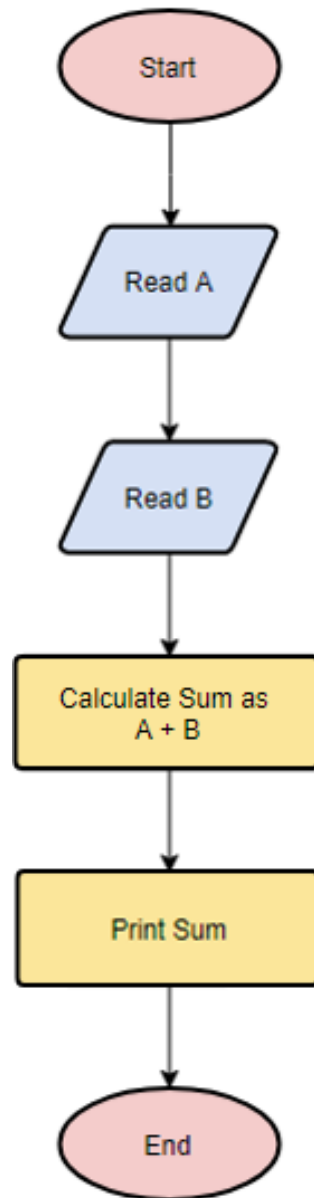 Start
Read A
Read B
Calculate Sum as
A + B
Print Sum
End